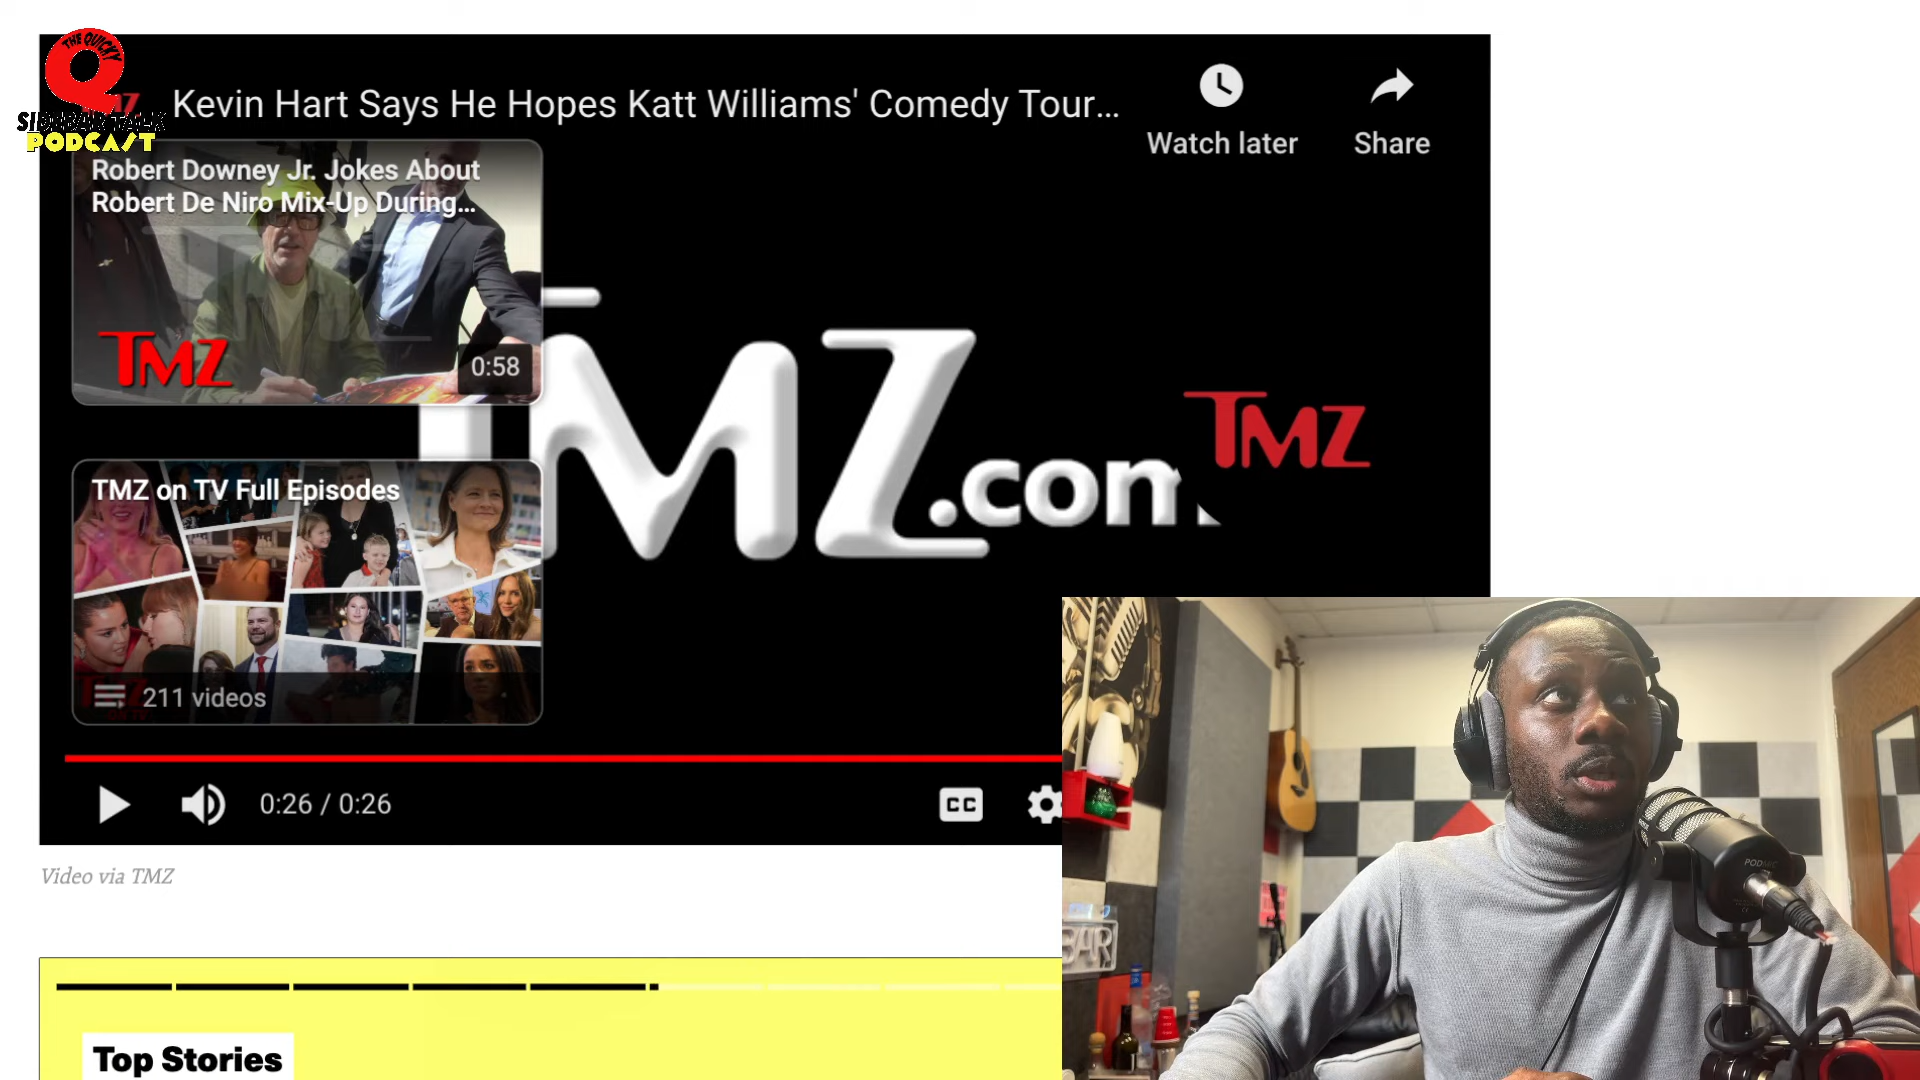 THE QUICKY
PODCAST
Kevin Hart Says He Hopes Katt Williams' Comedy Tour...
Watch later
Share
Robert Downey Jr. Jokes About
Robert De Niro Mix-Up During...
TMZ
0:58
TMZ.com
TMZ
TMZ on TV Full Episodes
211 videos
0:26 / 0:26
CC
Video via TMZ
Top Stories
BAR